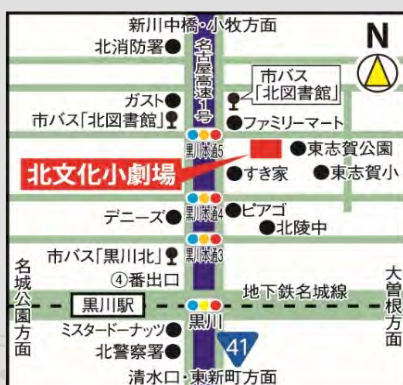 新川中橋・小牧方面
北消防署
名古屋高速1号
N
市バス
「北図書館」
ガスト
市バス「北図書館」
ファミリーマート
黒川本通5
東志賀公園
北文化小劇場
すき家
東志賀小
デニーズ
黒川本通4
ピアゴ
北陵中
市バス「黒川北」
黒川本通3
④番出口
名城公園方面
大曽根方面
黒川駅
地下鉄名城線
黒川
ミスタードーナッツ
北警察署
41
清水口・東新町方面